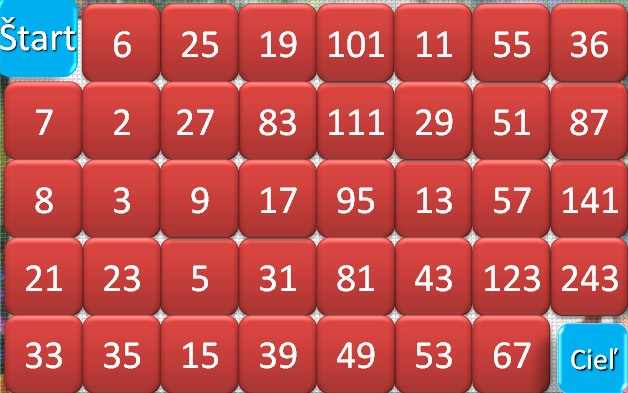 Štart 6 25 19 101 11 55 36
7 2 27 83 111 29 51 87
8 3 9 17 95 13 57 141
21 23 5 31 81 43 123 243
33 35 15 39 49 53 67 Cieľ